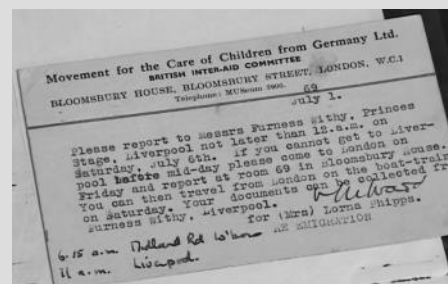 Movement for the Care of Children from Germany Ltd.
BRITISH INTER-AID COMMITTEE
BLOOMSBURY HOUSE, BLOOMSBURY STREET, LONDON, W.C.1
Telephone: MUSeum 2900.
69
July 1.
Please report to Messrs Furness Withy, Princes
Stage, Liverpool not later than 12.a.m. on
Saturday, July 6th. If you cannot get to Liver-
pool before mid-day please come to London on
Friday and report to room 69 in Bloomsbury House.
You can then travel from London on the boat-train
on Saturday. Your documents can be collected fr
Furness Withy, Liverpool.
for (Mrs) Lorna Phipps.
RE EMIGRATION
6.15 a.m. Midland Rd
11 a.m. Liverpool.